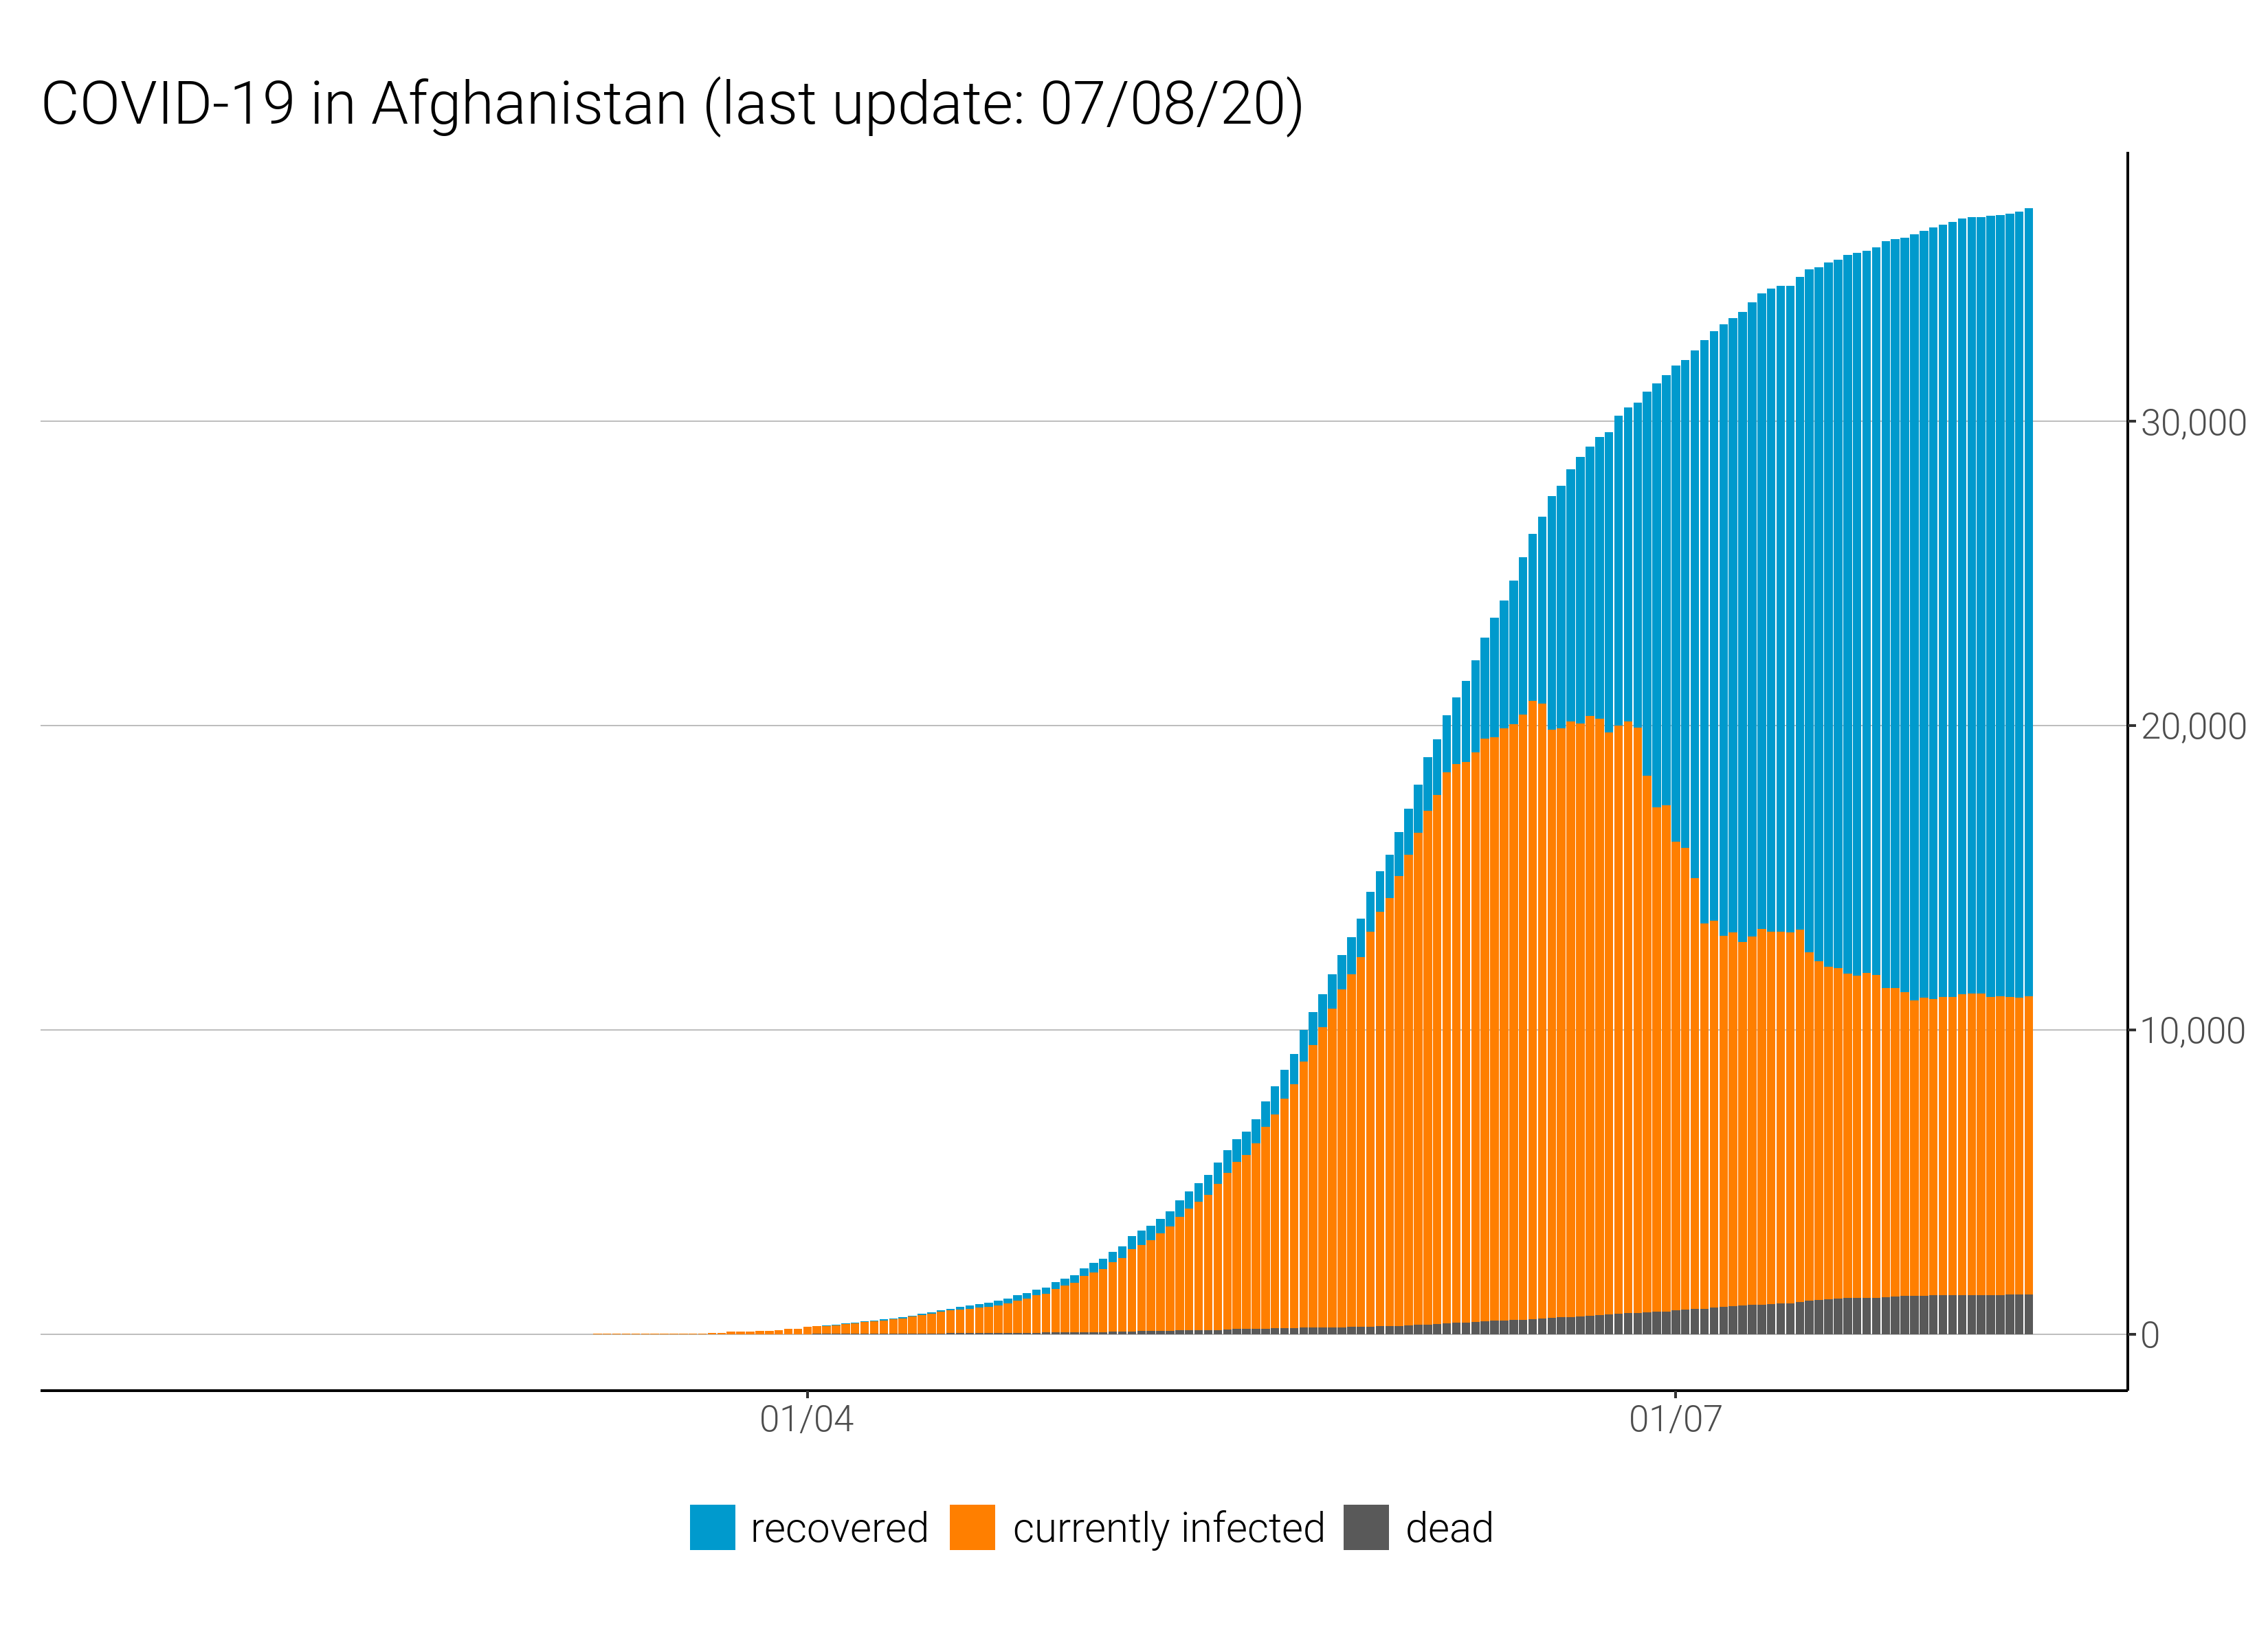 COVID-19 in Afghanistan (last update: 07/08/20)
30,000
20,000
10,000
0
01/04 01/07
recovered currently infected dead